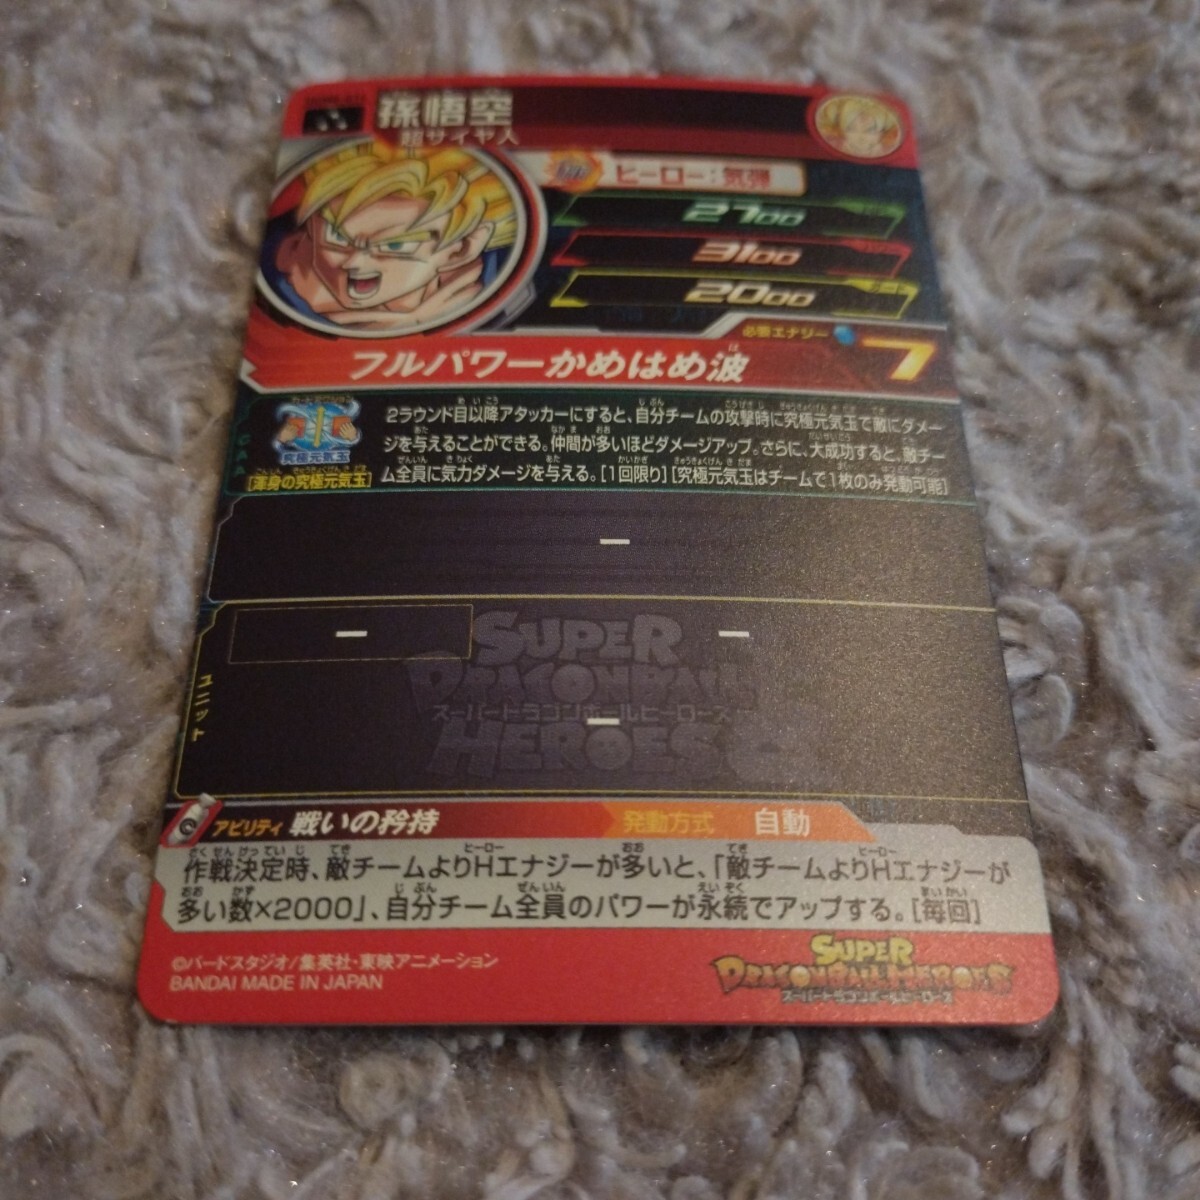 孫悟空
超サイヤ人
ヒーロー:気弾
2700
3100
2000
必要エナジー
7
フルパワーかめはめ波
カードアクション
究極元気玉
CAA
[渾身の究極元気玉]
2ラウンド目以降アタッカーにすると、自分チームの攻撃時に究極元気玉で敵にダメー
ジを与えることができる。仲間が多いほどダメージアップ。さらに、大成功すると、敵チー
ム全員に気力ダメージを与える。[1回限り][究極元気玉はチームで1枚のみ発動可能]
ー
ユニット
ー
ー
ー
SUPER
DRAGONBALL
スーパードラゴンボールヒーローズ
HEROES
アビリティ 戦いの矜持
発動方式 自動
作戦決定時、敵チームよりHエナジーが多いと、「敵チームよりHエナジーが
多い数×2000」、自分チーム全員のパワーが永続でアップする。[毎回]
©バードスタジオ/集英社・東映アニメーション
BANDAI MADE IN JAPAN
SUPER
DRAGONBALL HEROES
スーパードラゴンボールヒーローズ